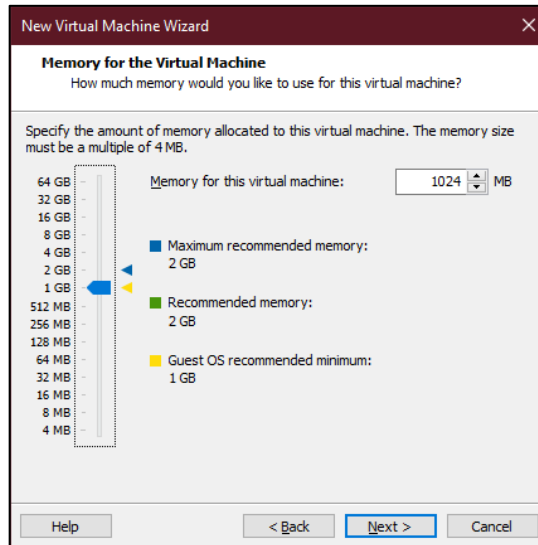 New Virtual Machine Wizard
Memory for the Virtual Machine
How much memory would you like to use for this virtual machine?
Specify the amount of memory allocated to this virtual machine. The memory size
must be a multiple of 4 MB.
64 GB
32 GB
16 GB
8 GB
4 GB
2 GB
1 GB
512 MB
256 MB
128 MB
64 MB
32 MB
16 MB
8 MB
4 MB
Memory for this virtual machine: 1024 MB
Maximum recommended memory:
2 GB
Recommended memory:
2 GB
Guest OS recommended minimum:
1 GB
Help < Back Next > Cancel